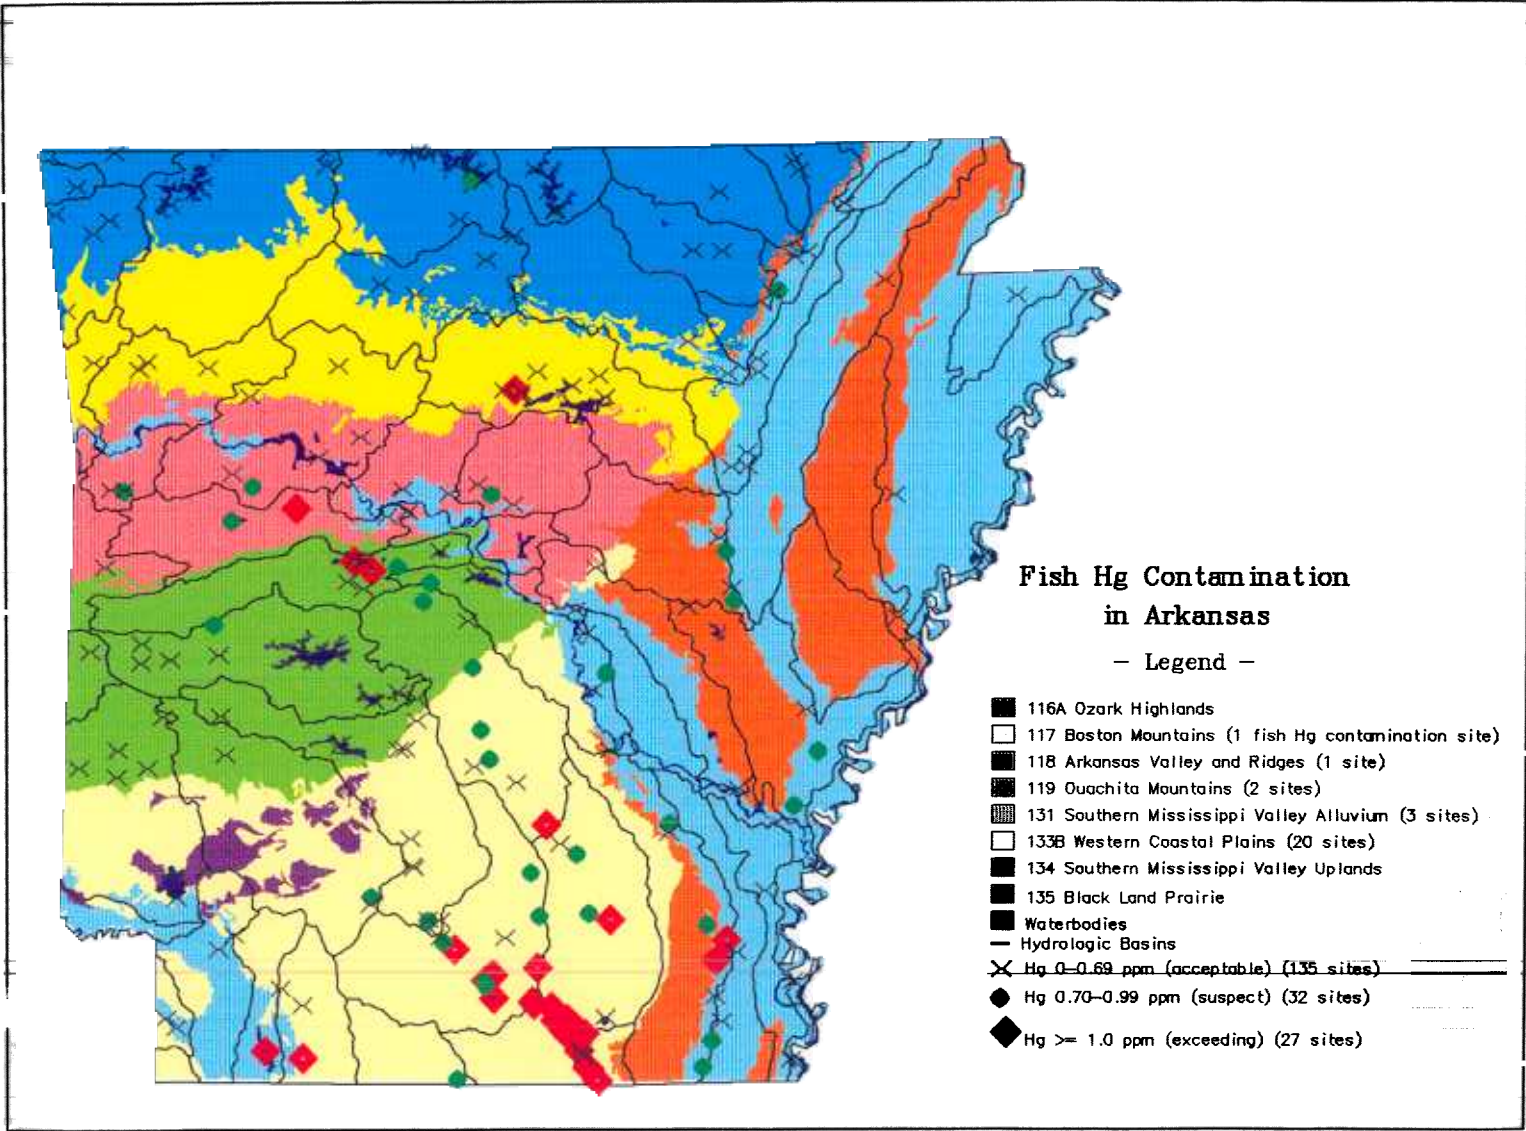 Fish Hg Contamination
in Arkansas
— Legend —
116A Ozark Highlands
117 Boston Mountains (1 fish Hg contamination site)
118 Arkansas Valley and Ridges (1 site)
119 Ouachita Mountains (2 sites)
131 Southern Mississippi Valley Alluvium (3 sites)
133B Western Coastal Plains (20 sites)
134 Southern Mississippi Valley Uplands
135 Black Land Prairie
Waterbodies
Hydrologic Basins
Hg 0-0.69 ppm (acceptable) (135 sites)
Hg 0.70-0.99 ppm (suspect) (32 sites)
Hg >= 1.0 ppm (exceeding) (27 sites)